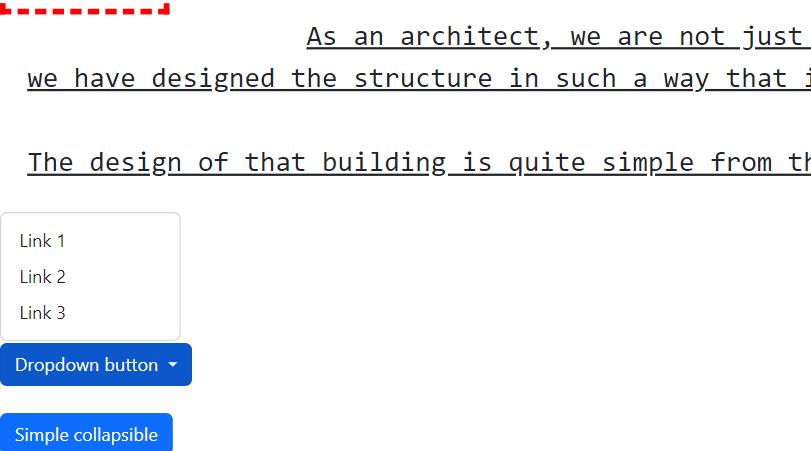 As an architect, we are not just
we have designed the structure in such a way that
The design of that building is quite simple from
Link 1
Link 2
Link 3
Dropdown button
Simple collapsible